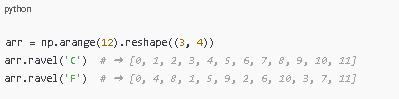 python
arr = np.arange(12).reshape((3, 4))
arr.ravel('C')  # → [0, 1, 2, 3, 4, 5, 6, 7, 8, 9, 10, 11]
arr.ravel('F')  # → [0, 4, 8, 1, 5, 9, 2, 6, 10, 3, 7, 11]